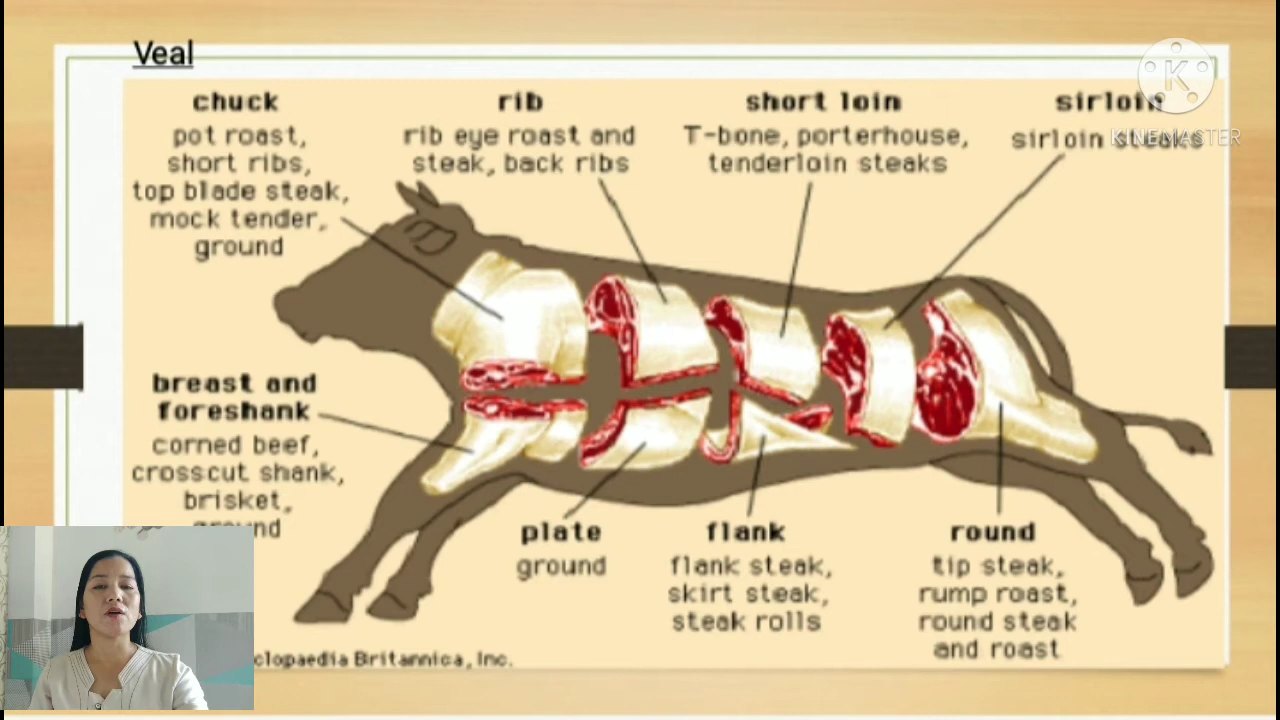 Veal
chuck
pot roast,
short ribs,
top blade steak,
mock tender,
ground
rib
rib eye roast and
steak, back ribs
short loin
T-bone, porterhouse,
tenderloin steaks
sirloin
sirloin steaks
K
KINEMASTER
breast and
foreshank
corned beef,
crosscut shank,
brisket,
ground
plate
ground
flank
flank steak,
skirt steak,
steak rolls
round
tip steak,
rump roast,
round steak
and roast
clopaedia Britannica, Inc.